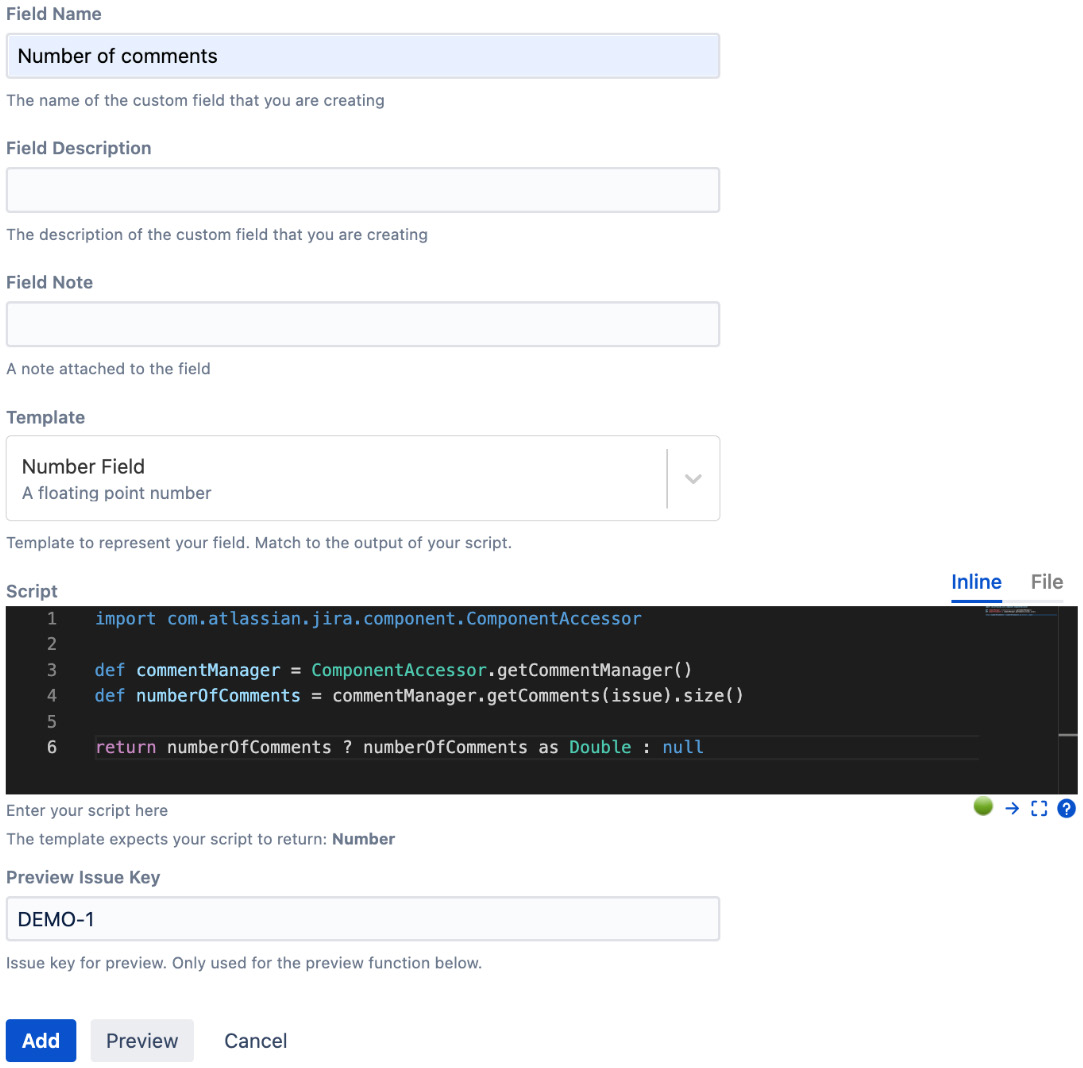 Field Name
Number of comments
The name of the custom field that you are creating
Field Description
The description of the custom field that you are creating
Field Note
A note attached to the field
Template
Number Field
A floating point number
Template to represent your field. Match to the output of your script.
Inline File
Script
1 import com.atlassian.jira.component.ComponentAccessor
2
3 def commentManager = ComponentAccessor.getCommentManager()
4 def numberOfComments = commentManager.getComments(issue).size()
5
6 return numberOfComments ? numberOfComments as Double : null
Enter your script here
?
The template expects your script to return: Number
Preview Issue Key
DEMO-1
Issue key for preview. Only used for the preview function below.
Add Preview Cancel